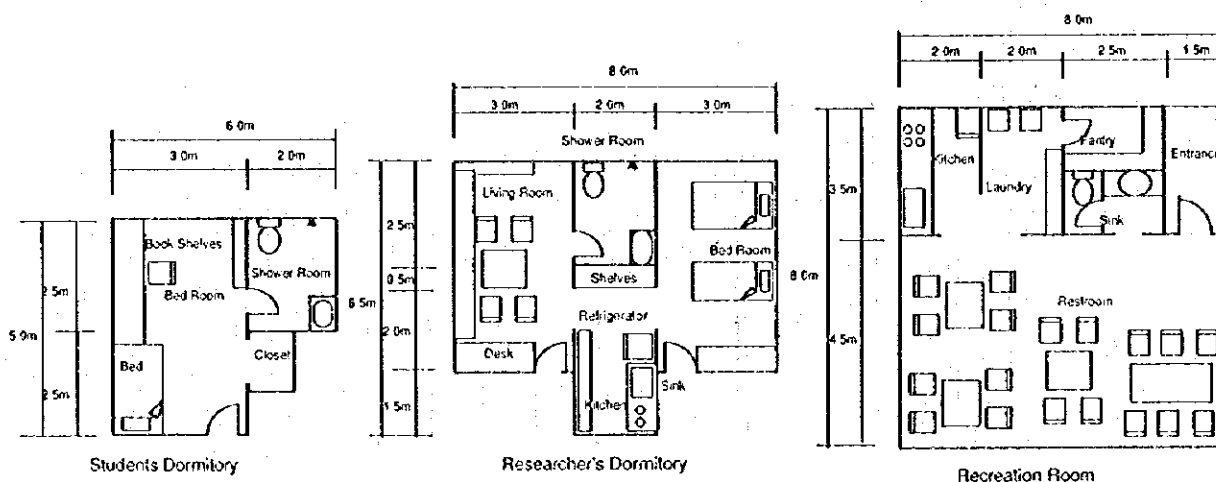 6.0m
3.0m
2.0m
5.0m
2.5m
2.5m
Book Shelves
Shower Room
Bed Room
Bed
Closet
Students Dormitory
8.0m
3.0m
2.0m
3.0m
Shower Room
6.5m
2.5m
0.5m
2.0m
1.5m
Living Room
Bed Room
Shelves
Refrigerator
Desk
Sink
Kitchen
Researcher's Dormitory
8.0m
2.0m
2.0m
2.5m
1.5m
8.0m
3.5m
4.5m
Kitchen
Laundry
Pantry
Entrance
Sink
Restroom
Recreation Room